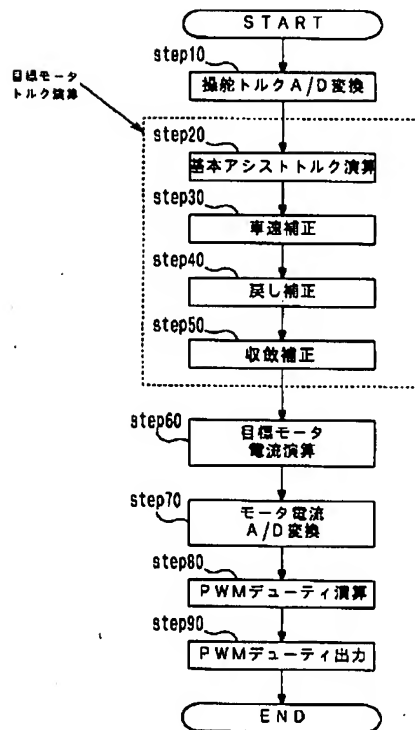 START
step10
目標モータ
トルク演算
操舵トルクA/D変換
step20
基本アシストトルク演算
step30
車速補正
step40
戻し補正
step50
収斂補正
step60
目標モータ
電流演算
step70
モータ電流
A/D変換
step80
PWMデューティ演算
step90
PWMデューティ出力
END